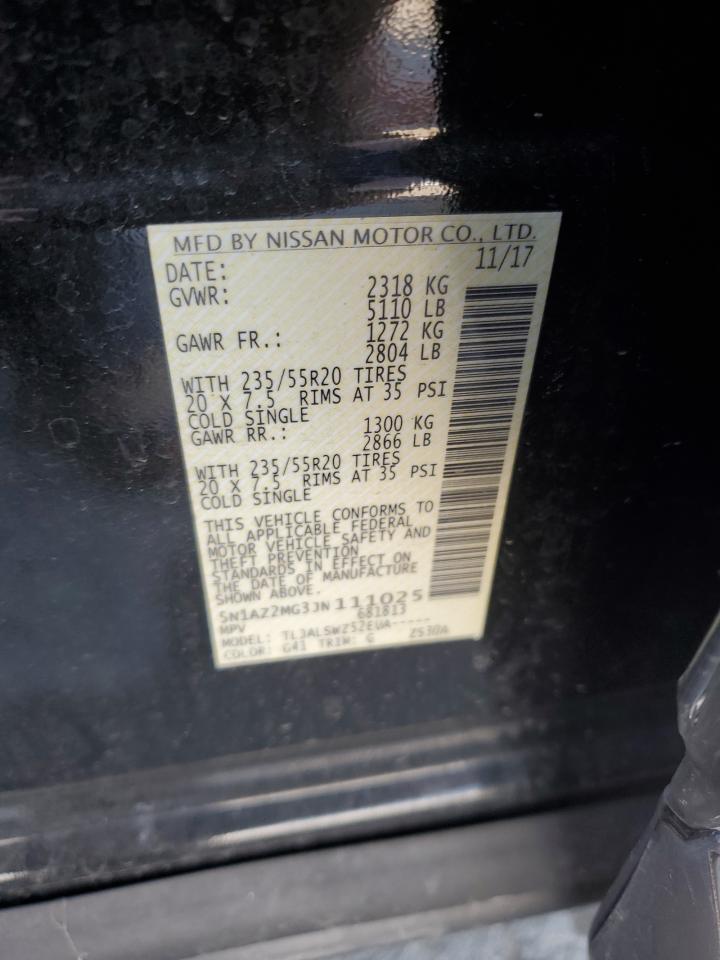 MFD BY NISSAN MOTOR CO., LTD.
DATE: 11/17
GVWR: 2318 KG
5110 LB
GAWR FR.: 1272 KG
2804 LB
WITH 235/55R20 TIRES
20 X 7.5 RIMS AT 35 PSI
COLD SINGLE
GAWR RR.: 1300 KG
2866 LB
WITH 235/55R20 TIRES
20 X 7.5 RIMS AT 35 PSI
COLD SINGLE
THIS VEHICLE CONFORMS TO
ALL APPLICABLE FEDERAL
MOTOR VEHICLE SAFETY AND
THEFT PREVENTION
STANDARDS IN EFFECT ON
THE DATE OF MANUFACTURE
5N1AZ2MG3JN111025
MPV 681813
MODEL: TLJALSWZ52EUA-----
COLOR: G41 TRIM: G Z530A